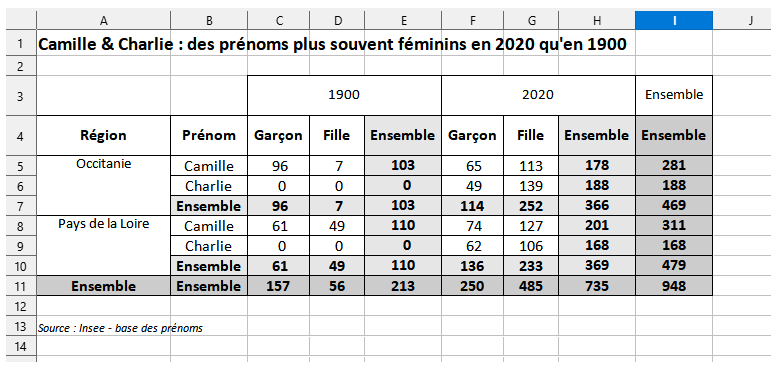 A B C D E F G H I J
1 Camille & Charlie : des prénoms plus souvent féminins en 2020 qu'en 1900
2
3 1900 2020 Ensemble
4 Région Prénom Garçon Fille Ensemble Garçon Fille Ensemble Ensemble
5 Occitanie Camille 96 7 103 65 113 178 281
6 Charlie 0 0 0 49 139 188 188
7 Ensemble 96 7 103 114 252 366 469
8 Pays de la Loire Camille 61 49 110 74 127 201 311
9 Charlie 0 0 0 62 106 168 168
10 Ensemble 61 49 110 136 233 369 479
11 Ensemble Ensemble 157 56 213 250 485 735 948
12
13 Source : Insee - base des prénoms
14